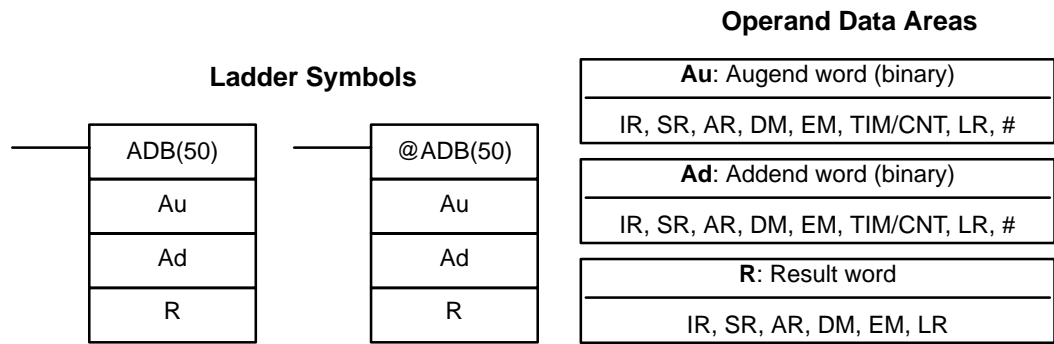 Operand Data Areas
Ladder Symbols
Au: Augend word (binary)
IR, SR, AR, DM, EM, TIM/CNT, LR, #
ADB(50)
@ADB(50)
Au
Au
Ad: Addend word (binary)
IR, SR, AR, DM, EM, TIM/CNT, LR, #
Ad
Ad
R: Result word
R
R
IR, SR, AR, DM, EM, LR